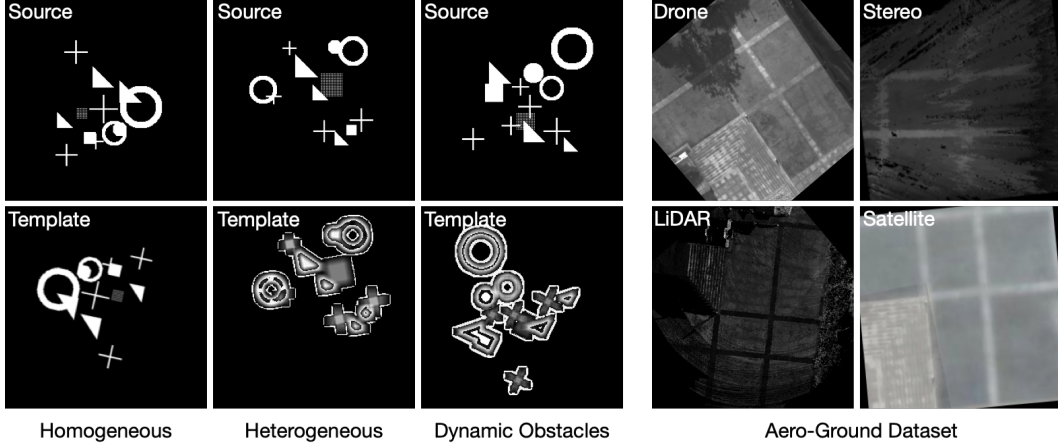 Source
Source
Source
Drone
Stereo
Template
Template
Template
LiDAR
Satellite
Homogeneous
Heterogeneous
Dynamic Obstacles
Aero-Ground Dataset